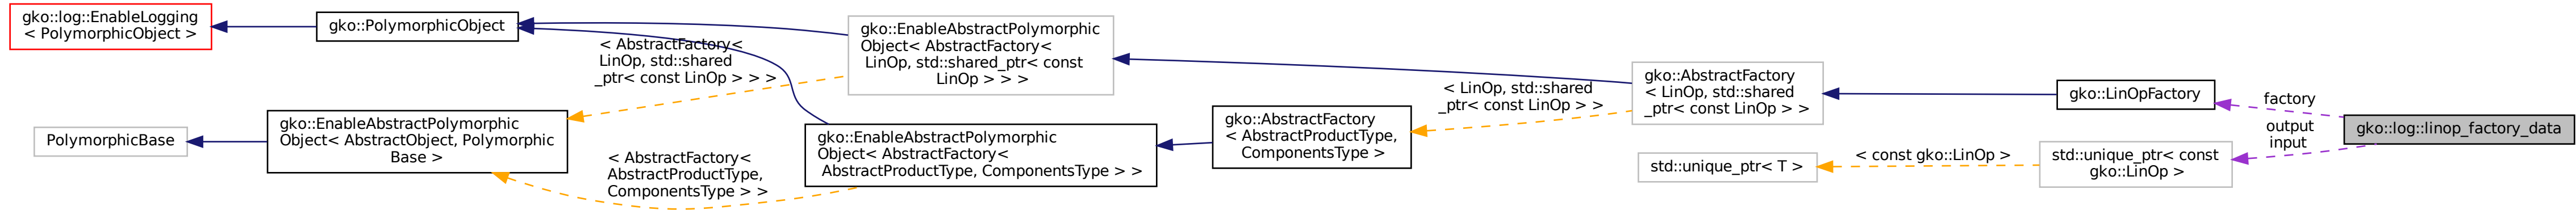 gko::log::EnableLogging
< PolymorphicObject >
gko::PolymorphicObject
gko::EnableAbstractPolymorphic
Object< AbstractFactory<
LinOp, std::shared_ptr< const
LinOp > > >
< AbstractFactory<
LinOp, std::shared
_ptr< const LinOp > > >
gko::AbstractFactory
< LinOp, std::shared
_ptr< const LinOp > >
gko::LinOpFactory
factory
gko::log::linop_factory_data
output
input
< LinOp, std::shared
_ptr< const LinOp > >
gko::AbstractFactory
< AbstractProductType,
ComponentsType >
PolymorphicBase
gko::EnableAbstractPolymorphic
Object< AbstractObject, Polymorphic
Base >
gko::EnableAbstractPolymorphic
Object< AbstractFactory<
AbstractProductType, ComponentsType > >
< AbstractFactory<
AbstractProductType,
ComponentsType > >
std::unique_ptr< T >
< const gko::LinOp >
std::unique_ptr< const
gko::LinOp >